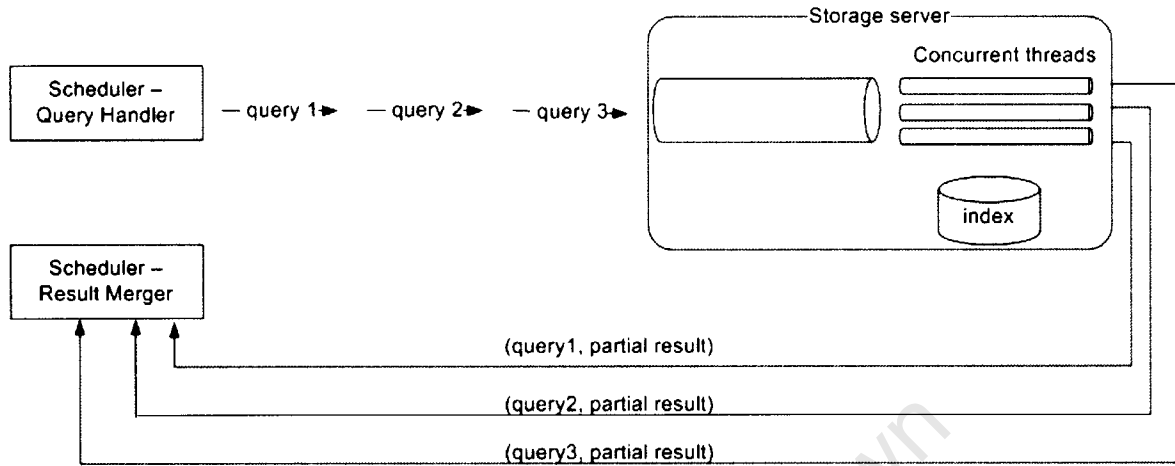 Storage server
Concurrent threads
Scheduler –
Query Handler
query 1
query 2
query 3
index
Scheduler –
Result Merger
(query1, partial result)
(query2, partial result)
(query3, partial result)